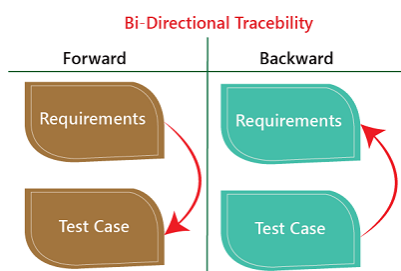 Bi-Directional Tracebility
Forward
Backward
Requirements
Requirements
Test Case
Test Case